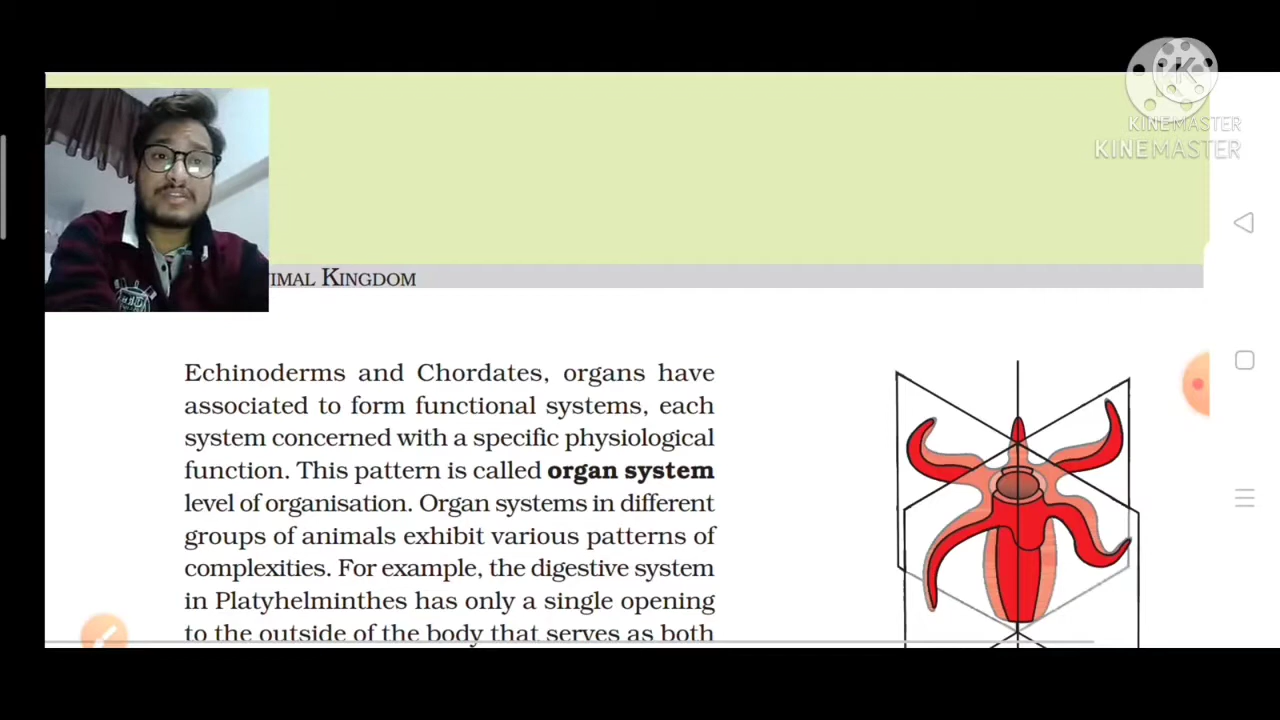 KINEMASTER
KINEMASTER
IMAL KINGDOM
Echinoderms and Chordates, organs have
associated to form functional systems, each
system concerned with a specific physiological
function. This pattern is called organ system
level of organisation. Organ systems in different
groups of animals exhibit various patterns of
complexities. For example, the digestive system
in Platyhelminthes has only a single opening
to the outside of the body that serves as both